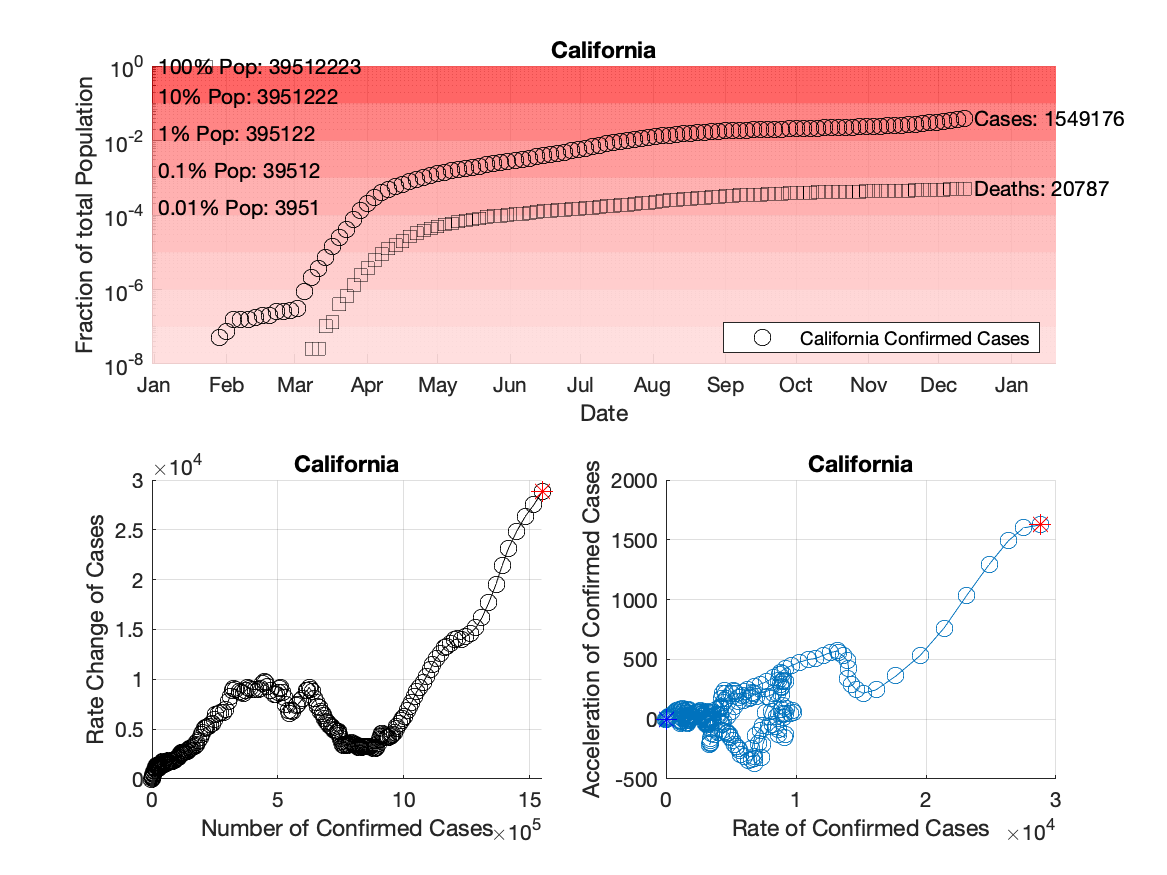 California
Fraction of total Population
10^0
10^-2
10^-4
10^-6
10^-8
100% Pop: 39512223
10% Pop: 3951222
1% Pop: 395122
0.1% Pop: 39512
0.01% Pop: 3951
Cases: 1549176
Deaths: 20787
California Confirmed Cases
Jan Feb Mar Apr May Jun Jul Aug Sep Oct Nov Dec Jan
Date
California
×10^4
Rate Change of Cases
3
2.5
2
1.5
1
0.5
0
0 5 10 15
Number of Confirmed Cases
×10^5
California
Acceleration of Confirmed Cases
2000
1500
1000
500
0
-500
0 1 2 3
Rate of Confirmed Cases
×10^4